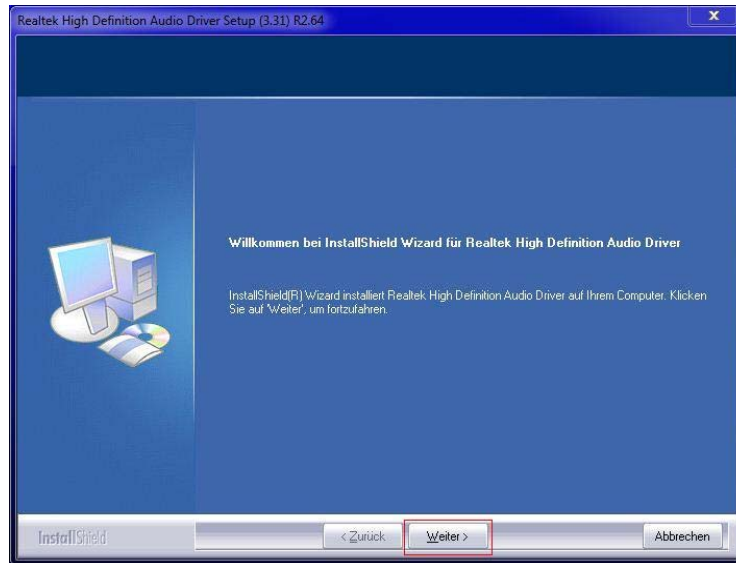 Realtek High Definition Audio Driver Setup (3.31) R2.64
x
Willkommen bei InstallShield Wizard für Realtek High Definition Audio Driver
InstallShield(R) Wizard installiert Realtek High Definition Audio Driver auf Ihrem Computer. Klicken
Sie auf 'Weiter', um fortzufahren.
InstallShield
< Zurück
Weiter >
Abbrechen